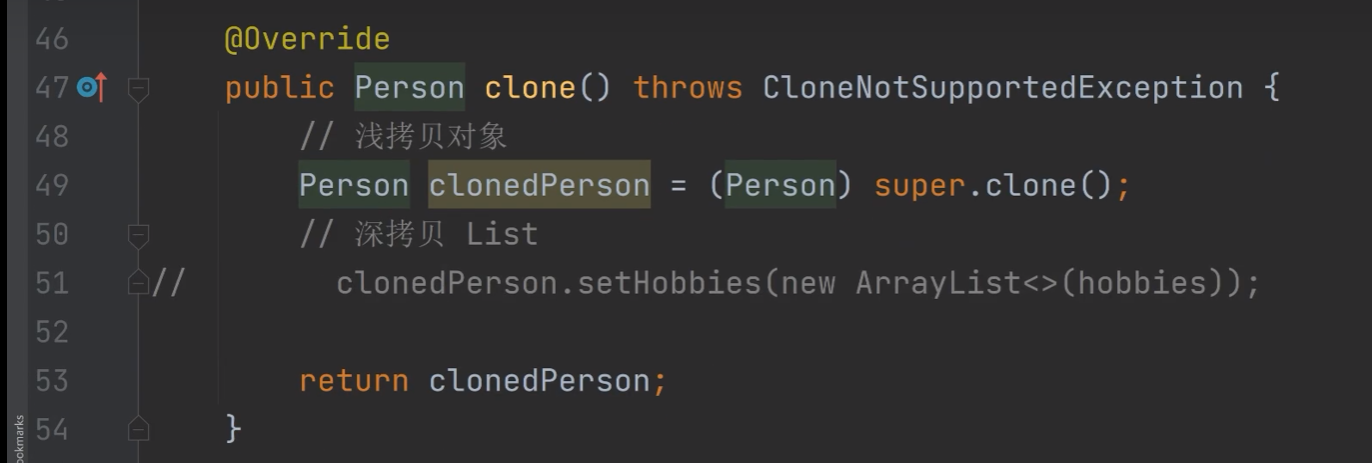 46 @Override
47 public Person clone() throws CloneNotSupportedException {
48 // 浅拷贝对象
49 Person clonedPerson = (Person) super.clone();
50 // 深拷贝 List
51 // clonedPerson.setHobbies(new ArrayList<>(hobbies));
52
53 return clonedPerson;
54 }
ookmarks